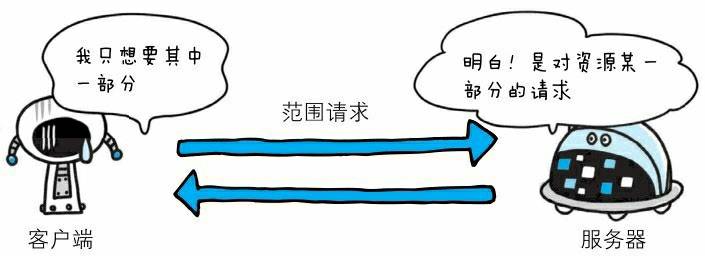 我只想要其中
一部分
明白！是对资源某一
部分的请求
范围请求
客户端
服务器